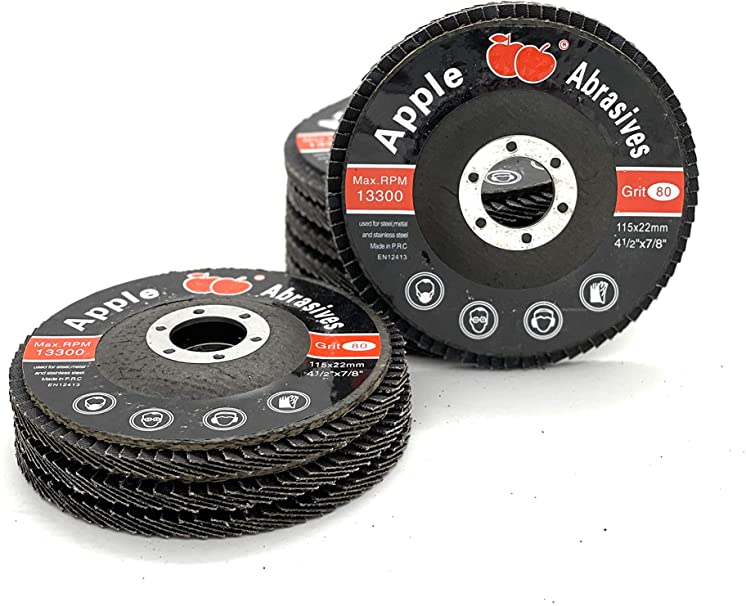 Apple Abrasives
©
Max.RPM
13300
Grit 80
used for steel,metal
and stainless steel
Made in P.R.C
EN12413
115x22mm
4 1/2"x7/8"
Apple Abrasives
©
Max.RPM
13300
Grit 80
used for steel,metal
and stainless steel
Made in P.R.C
EN12413
115x22mm
4 1/2"x7/8"